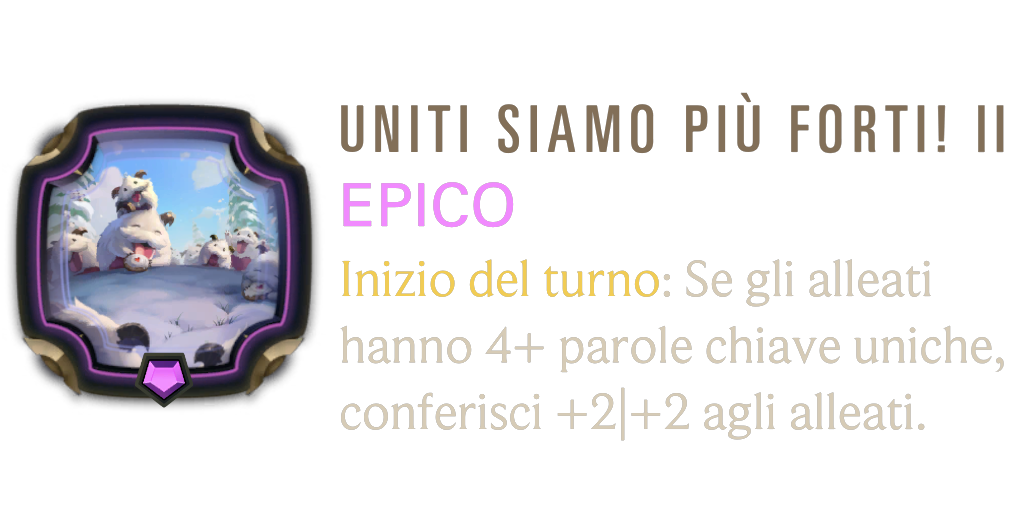 UNITI SIAMO PIÙ FORTI! II
EPICO
Inizio del turno: Se gli alleati
hanno 4+ parole chiave uniche,
conferisci +2|+2 agli alleati.